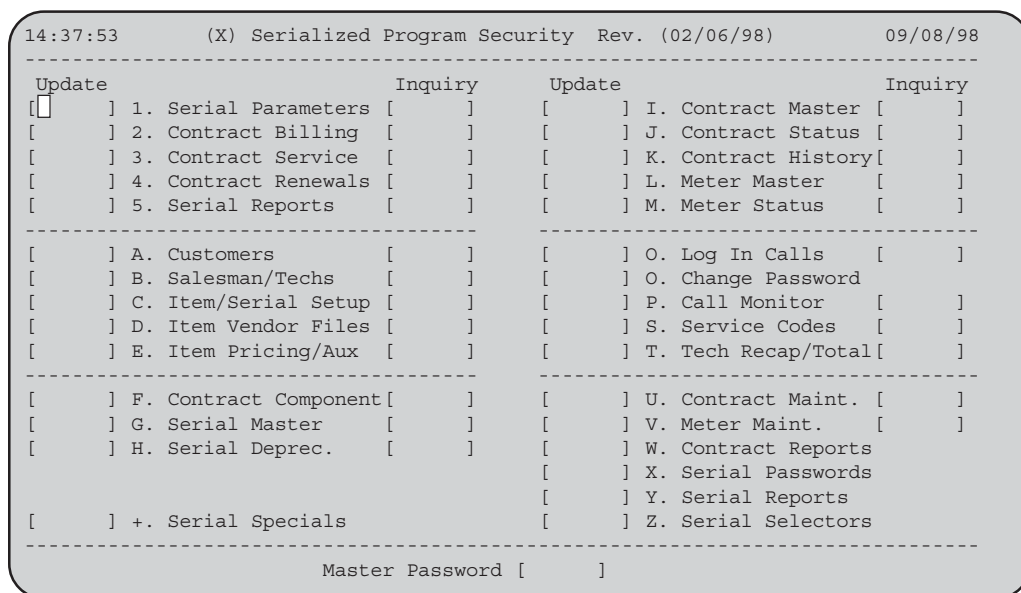 14:37:53 (X) Serialized Program Security Rev. (02/06/98) 09/08/98
--------------------------------------------------------------------------------
Update Inquiry Update Inquiry
[ ] 1. Serial Parameters [ ] [ ] I. Contract Master [ ]
[ ] 2. Contract Billing [ ] [ ] J. Contract Status [ ]
[ ] 3. Contract Service [ ] [ ] K. Contract History[ ]
[ ] 4. Contract Renewals [ ] [ ] L. Meter Master [ ]
[ ] 5. Serial Reports [ ] [ ] M. Meter Status [ ]
-------------------------------------- -------------------------------------
[ ] A. Customers [ ] [ ] O. Log In Calls [ ]
[ ] B. Salesman/Techs [ ] [ ] O. Change Password
[ ] C. Item/Serial Setup [ ] [ ] P. Call Monitor [ ]
[ ] D. Item Vendor Files [ ] [ ] S. Service Codes [ ]
[ ] E. Item Pricing/Aux [ ] [ ] T. Tech Recap/Total[ ]
-------------------------------------- -------------------------------------
[ ] F. Contract Component[ ] [ ] U. Contract Maint. [ ]
[ ] G. Serial Master [ ] [ ] V. Meter Maint. [ ]
[ ] H. Serial Deprec. [ ] [ ] W. Contract Reports
[ ] X. Serial Passwords
[ ] Y. Serial Reports
[ ] +. Serial Specials [ ] Z. Serial Selectors
--------------------------------------------------------------------------------
Master Password [ ]